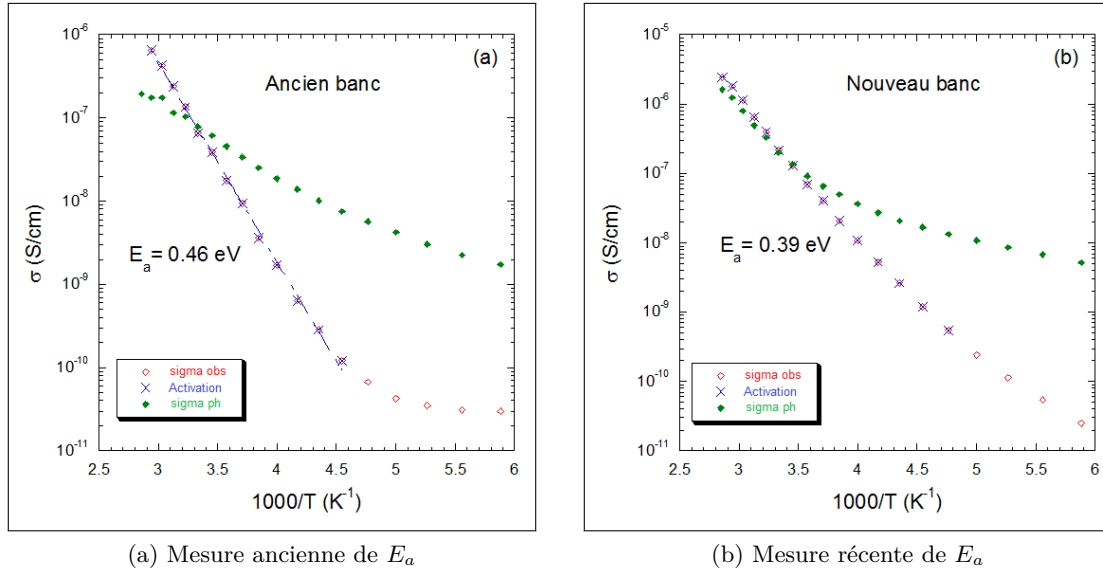 10⁻⁶
10⁻⁷
10⁻⁸
10⁻⁹
10⁻¹⁰
10⁻¹¹
σ (S/cm)
(a)
Ancien banc
E_a = 0.46 eV
sigma obs
Activation
sigma ph
2.5 3 3.5 4 4.5 5 5.5 6
1000/T (K⁻¹)
(a) Mesure ancienne de E_a
10⁻⁵
10⁻⁶
10⁻⁷
10⁻⁸
10⁻⁹
10⁻¹⁰
10⁻¹¹
σ (S/cm)
(b)
Nouveau banc
E_a = 0.39 eV
sigma obs
Activation
sigma ph
2.5 3 3.5 4 4.5 5 5.5 6
1000/T (K⁻¹)
(b) Mesure récente de E_a